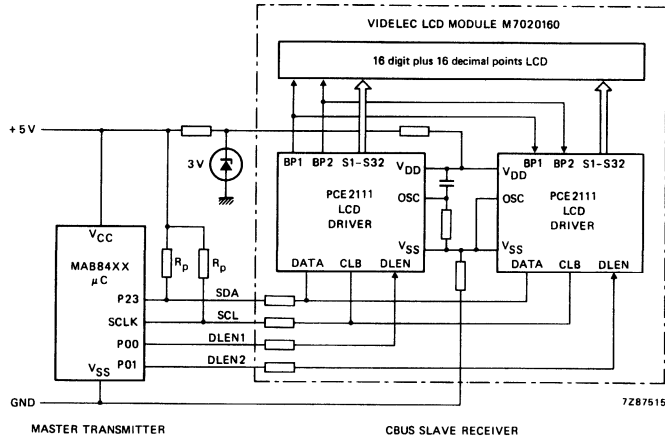 VIDELEC LCD MODULE M7020160
16 digit plus 16 decimal points LCD
+5V
3V
BP1 BP2 S1-S32
BP1 BP2 S1-S32
VDD
VDD
PCE2111
LCD
DRIVER
OSC
OSC
PCE2111
LCD
DRIVER
VCC
VSS
VSS
MAB84XX
μC
Rp
Rp
DATA CLB DLEN
DATA CLB DLEN
P23
SDA
SCLK
SCL
P00
DLEN1
P01
DLEN2
VSS
GND
7Z87515
MASTER TRANSMITTER
CBUS SLAVE RECEIVER